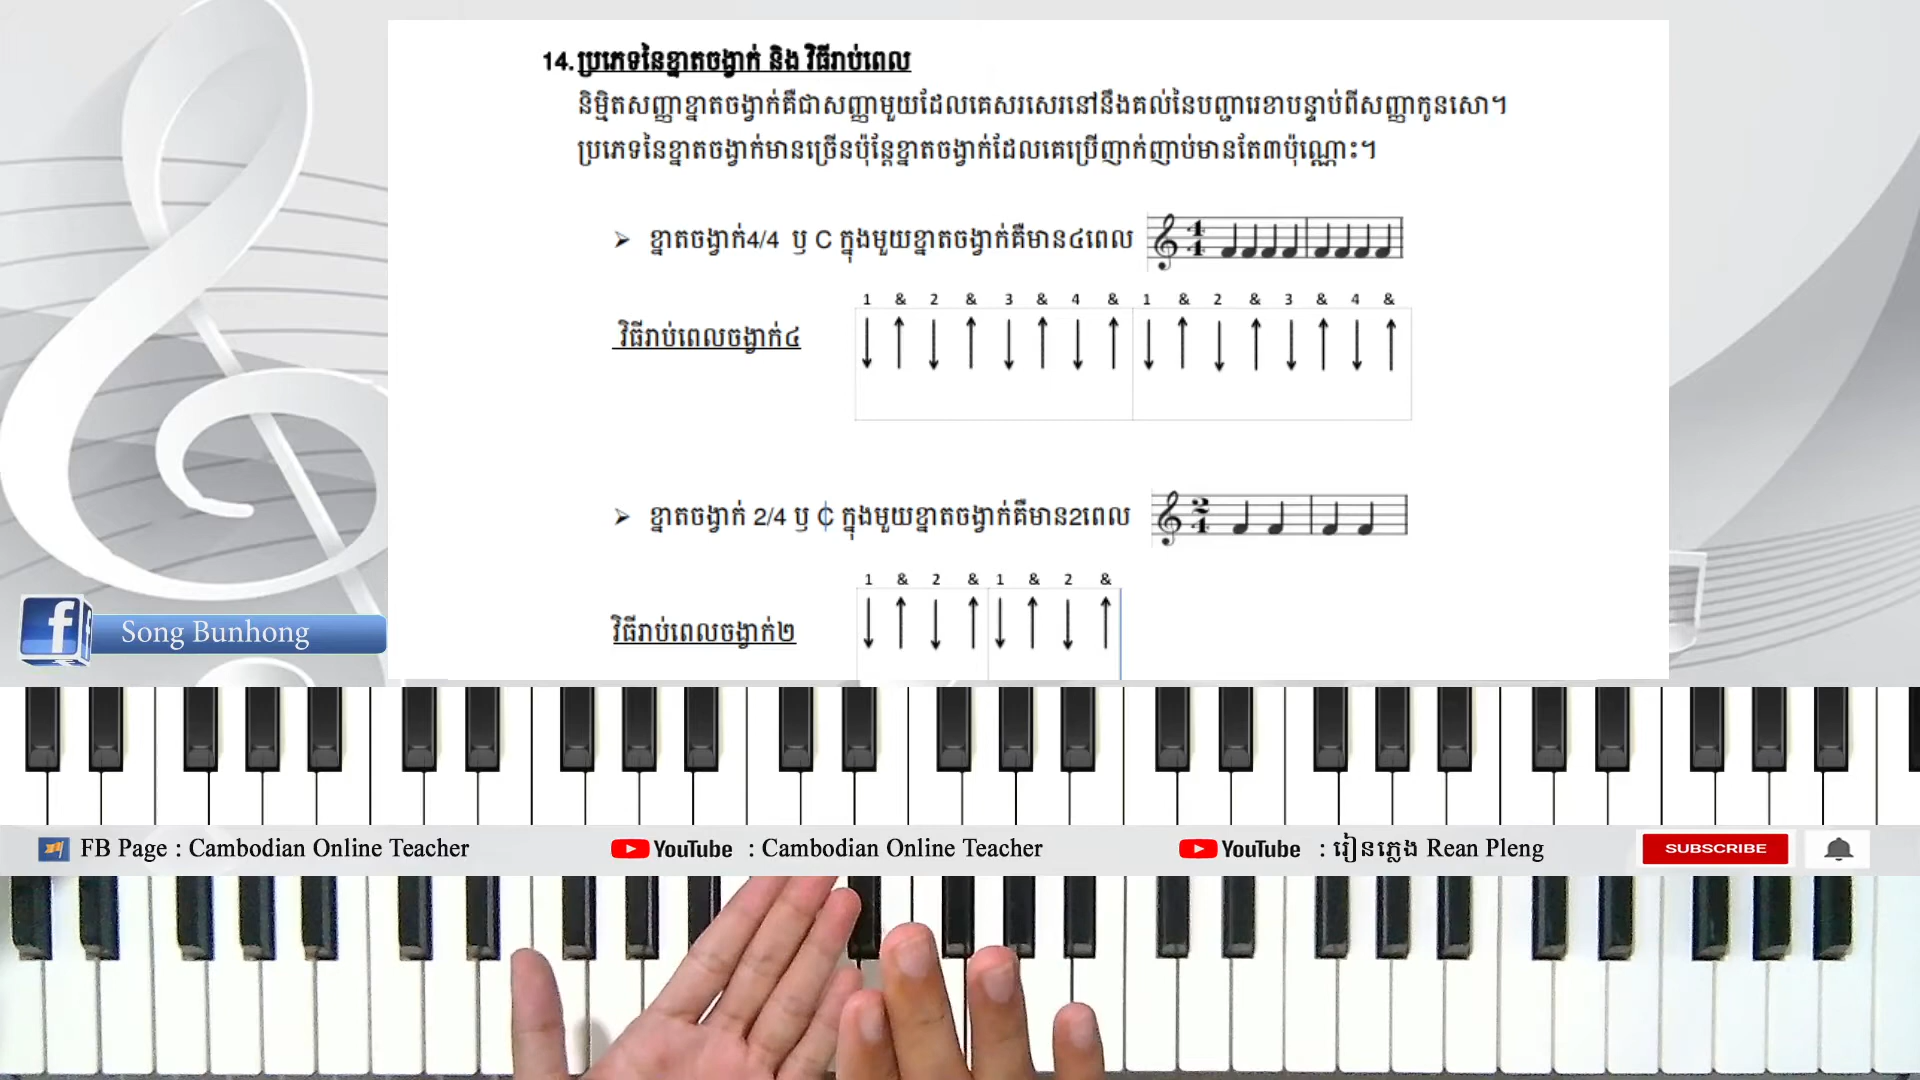 14. ប្រភេទនៃខ្នាតចង្វាក់ និង វិធីរាប់ពេល
និម្មិតសញ្ញាខ្នាតចង្វាក់គឺជាសញ្ញាមួយដែលគេសរសេរនៅនឹងគល់នៃបញ្ជារេខាបន្ទាប់ពីសញ្ញាកូនសោ។
ប្រភេទនៃខ្នាតចង្វាក់មានច្រើនប៉ុន្តែខ្នាតចង្វាក់ដែលគេប្រើញាក់ញាប់មានតែ៣ប៉ុណ្ណោះ។
➢ ខ្នាតចង្វាក់4/4 ឬ C ក្នុងមួយខ្នាតចង្វាក់គឺមាន៤ពេល
1 & 2 & 3 & 4 & 1 & 2 & 3 & 4 &
វិធីរាប់ពេលចង្វាក់៤
➢ ខ្នាតចង្វាក់ 2/4 ឬ C ក្នុងមួយខ្នាតចង្វាក់គឺមាន2ពេល
1 & 2 & 1 & 2 &
វិធីរាប់ពេលចង្វាក់២
Song Bunhong
FB Page : Cambodian Online Teacher
YouTube : Cambodian Online Teacher
YouTube : រៀនភ្លេង Rean Pleng
SUBSCRIBE